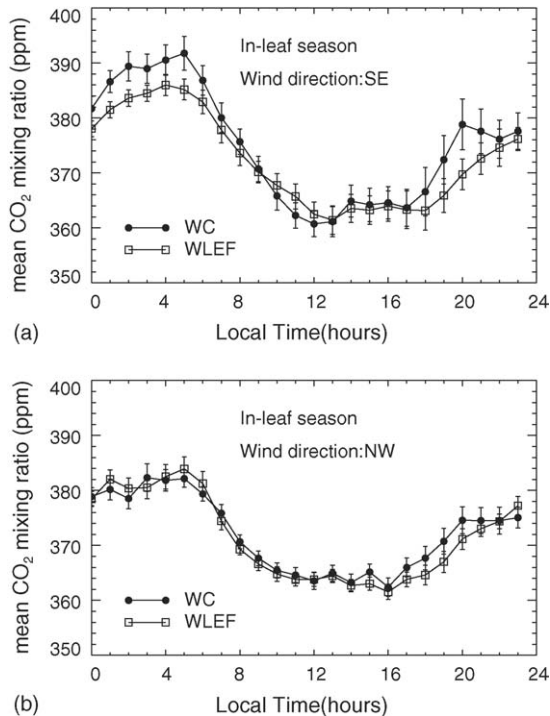 400
390
380
370
360
350
mean CO₂ mixing ratio (ppm)
In-leaf season
Wind direction:SE
WC
WLEF
0 4 8 12 16 20 24
(a) Local Time(hours)
400
390
380
370
360
350
mean CO₂ mixing ratio (ppm)
In-leaf season
Wind direction:NW
WC
WLEF
0 4 8 12 16 20 24
(b) Local Time(hours)